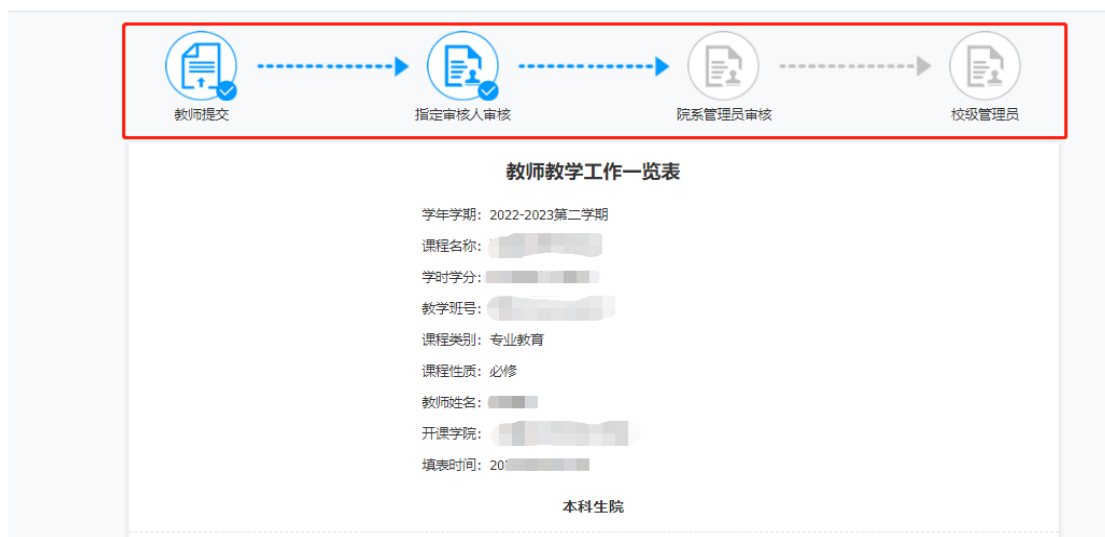 教师提交 指定审核人审核 院系管理员审核 校级管理员
教师教学工作一览表
学年学期：2022-2023第二学期
课程名称：
学时学分：
教学班号：
课程类别：专业教育
课程性质：必修
教师姓名：
开课学院：
填表时间：20
本科生院